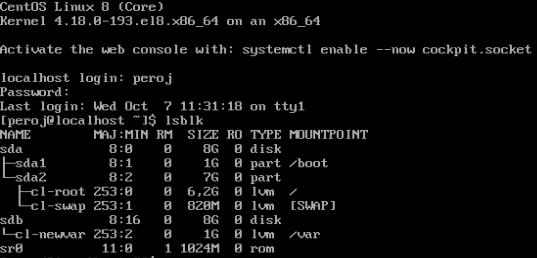 CentOS Linux 8 (Core)
Kernel 4.18.0-193.el8.x86_64 on an x86_64
Activate the web console with: systemctl enable --now cockpit.socket
localhost login: peroj
Password:
Last login: Wed Oct  7 11:31:18 on tty1
[peroj@localhost ~]$ lsblk
NAME          MAJ:MIN RM  SIZE RO TYPE MOUNTPOINT
sda             8:0    0    8G  0 disk
├─sda1          8:1    0    1G  0 part /boot
└─sda2          8:2    0    7G  0 part
  ├─cl-root   253:0    0  6,2G  0 lvm  /
  └─cl-swap   253:1    0  820M  0 lvm  [SWAP]
sdb             8:16   0    8G  0 disk
└─cl-newvar   253:2    0    1G  0 lvm  /var
sr0            11:0    1 1024M  0 rom